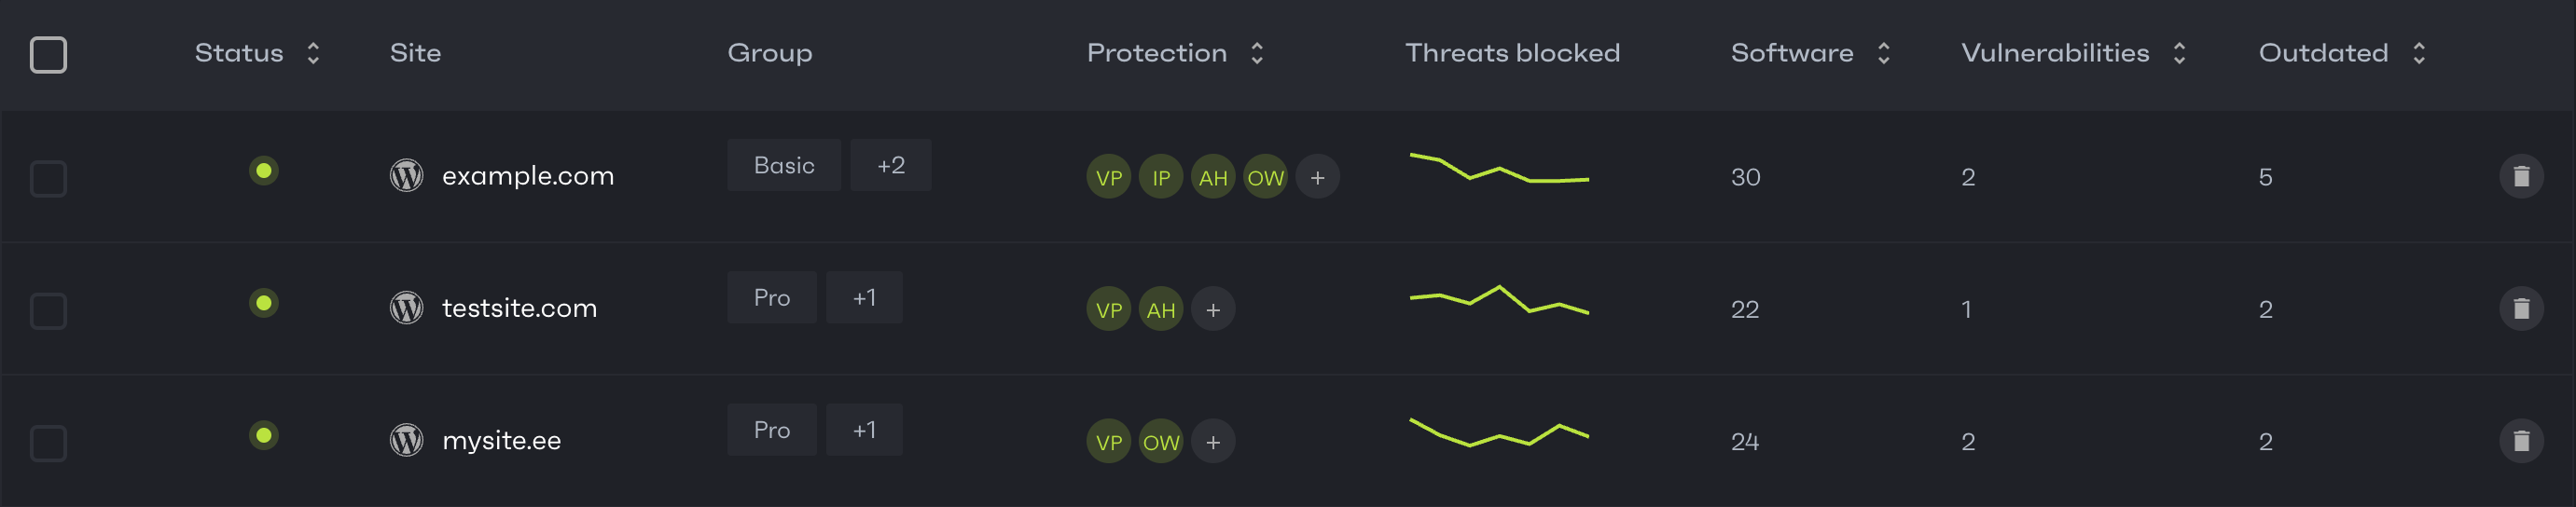 Status Site Group Protection Threats blocked Software Vulnerabilities Outdated
example.com Basic +2 VP IP AH OW + 30 2 5
testsite.com Pro +1 VP AH + 22 1 2
mysite.ee Pro +1 VP OW + 24 2 2